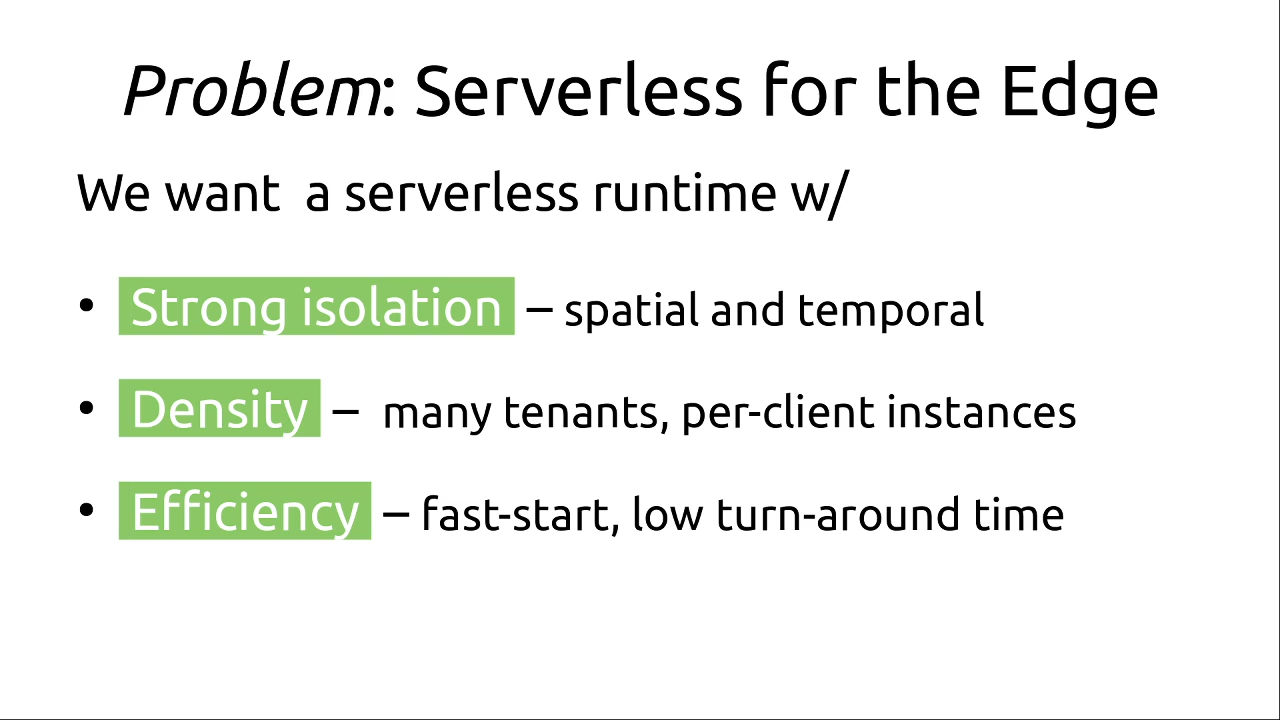 Problem: Serverless for the Edge
We want a serverless runtime w/
• Strong isolation – spatial and temporal
• Density – many tenants, per-client instances
• Efficiency – fast-start, low turn-around time